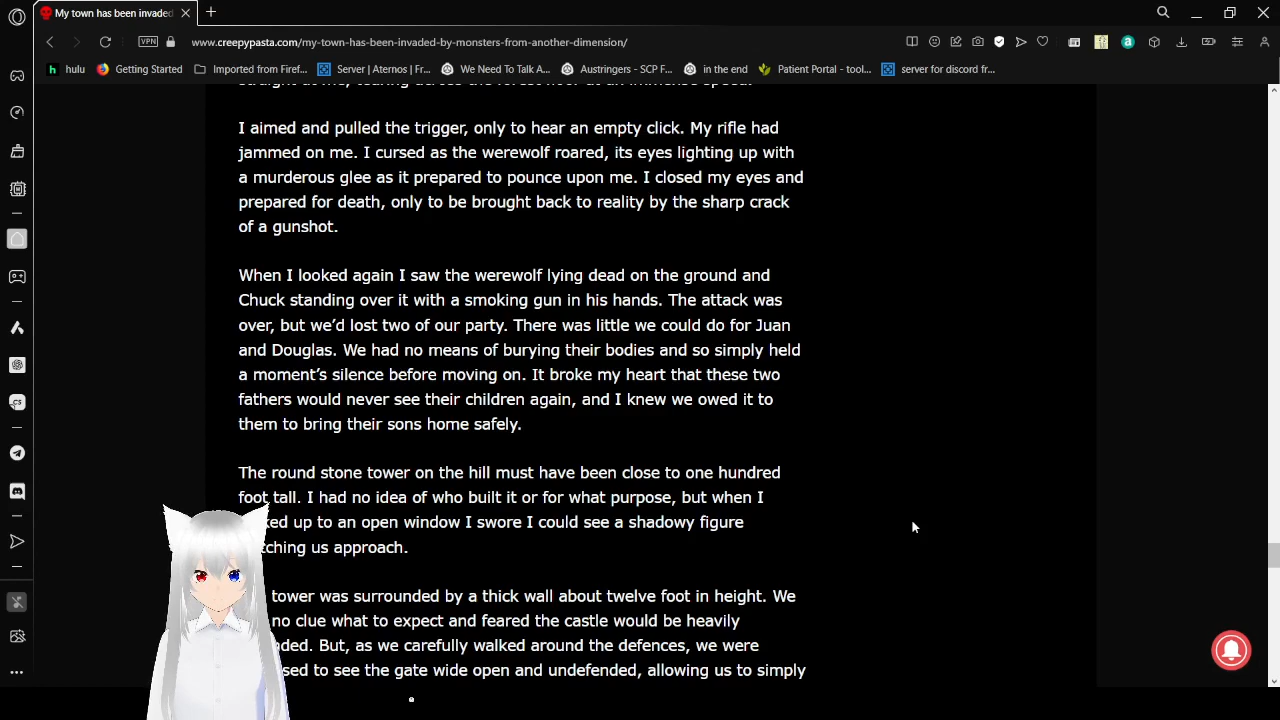 My town has been invaded
VPN
www.creepypasta.com/my-town-has-been-invaded-by-monsters-from-another-dimension/
hulu
Getting Started
Imported from Firef...
Server | Aternos | Fr...
We Need To Talk A...
Austringers - SCP F...
in the end
Patient Portal - tool...
server for discord fr...
straight at me, tearing across the forest floor at an immense speed.
I aimed and pulled the trigger, only to hear an empty click. My rifle had
jammed on me. I cursed as the werewolf roared, its eyes lighting up with
a murderous glee as it prepared to pounce upon me. I closed my eyes and
prepared for death, only to be brought back to reality by the sharp crack
of a gunshot.
When I looked again I saw the werewolf lying dead on the ground and
Chuck standing over it with a smoking gun in his hands. The attack was
over, but we’d lost two of our party. There was little we could do for Juan
and Douglas. We had no means of burying their bodies and so simply held
a moment’s silence before moving on. It broke my heart that these two
fathers would never see their children again, and I knew we owed it to
them to bring their sons home safely.
The round stone tower on the hill must have been close to one hundred
foot tall. I had no idea of who built it or for what purpose, but when I
ked up to an open window I swore I could see a shadowy figure
tching us approach.
tower was surrounded by a thick wall about twelve foot in height. We
no clue what to expect and feared the castle would be heavily
nded. But, as we carefully walked around the defences, we were
sed to see the gate wide open and undefended, allowing us to simply